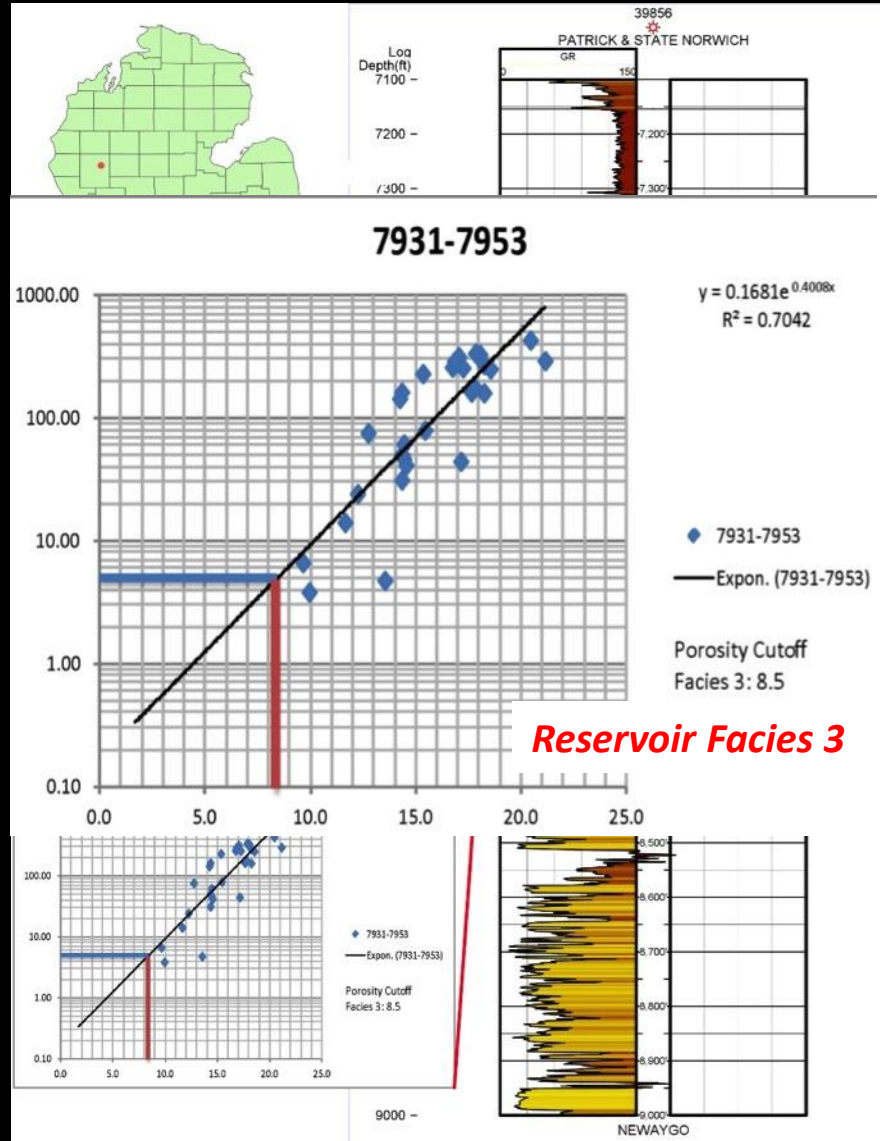 39856
PATRICK & STATE NORWICH
Log
Depth(ft)
GR
0 150
7100
7200
7,200'
7300
7,300'
7931-7953
1000.00
100.00
10.00
1.00
0.10
0.0 5.0 10.0 15.0 20.0 25.0
y = 0.1681e^0.4008x
R² = 0.7042
7931-7953
Expon. (7931-7953)
Porosity Cutoff
Facies 3: 8.5
Reservoir Facies 3
100.00
10.00
1.00
0.10
0.0 5.0 10.0 15.0 20.0 25.0
7931-7953
Expon. (7931-7953)
Porosity Cutoff
Facies 3: 8.5
8,500'
8,600'
8,700'
8,800'
8,900'
9000
9,000'
NEWAYGO